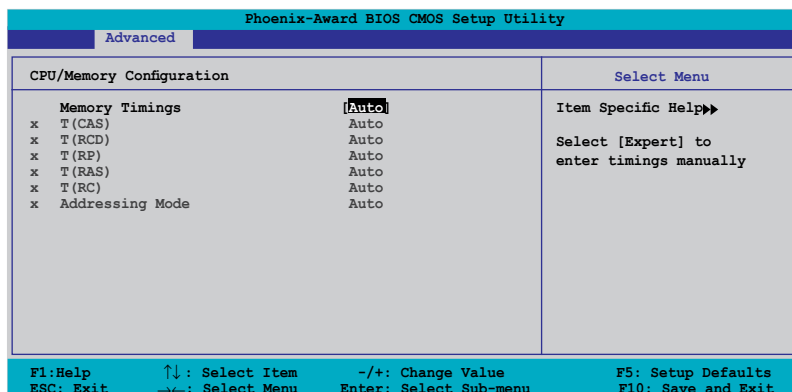 Phoenix-Award BIOS CMOS Setup Utility
Advanced
CPU/Memory Configuration
Select Menu
Memory Timings [Auto]
x T(CAS) Auto
x T(RCD) Auto
x T(RP) Auto
x T(RAS) Auto
x T(RC) Auto
x Addressing Mode Auto
Item Specific Help▶▶
Select [Expert] to
enter timings manually
F1:Help ↑↓: Select Item -/+: Change Value F5: Setup Defaults
ESC: Exit →←: Select Menu Enter: Select Sub-menu F10: Save and Exit